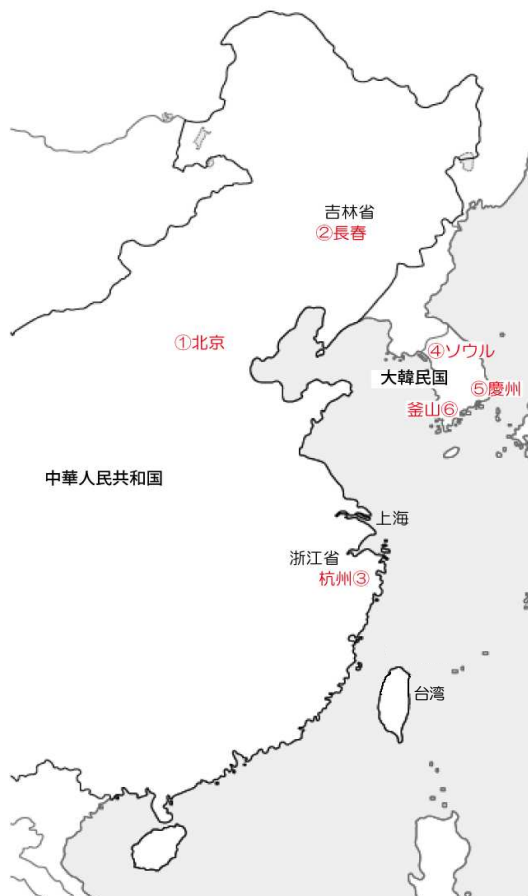 吉林省
②長春
①北京
④ソウル
大韓民国
⑤慶州
釜山⑥
中華人民共和国
上海
浙江省
杭州③
台湾